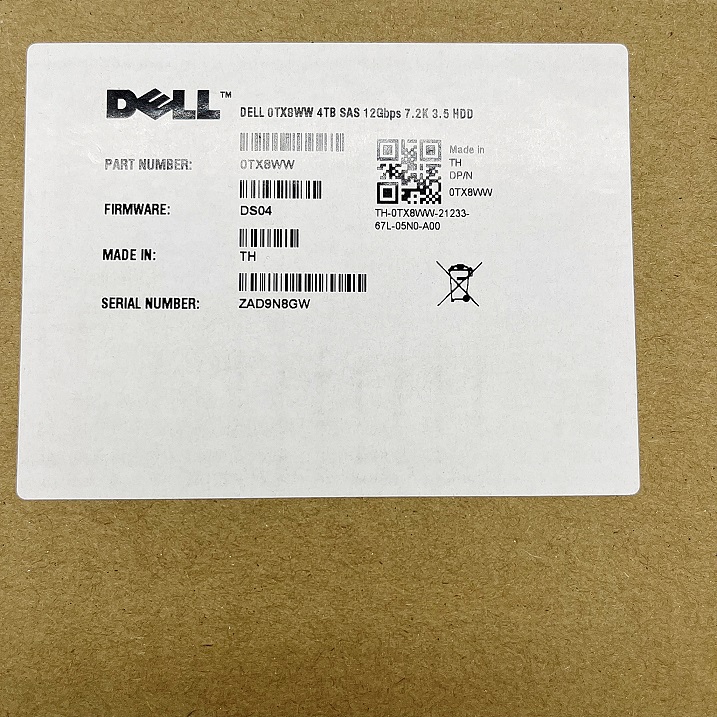 DELL™ DELL 0TX8WW 4TB SAS 12Gbps 7.2K 3.5 HDD
PART NUMBER: 0TX8WW
FIRMWARE: DS04
MADE IN: TH
SERIAL NUMBER: ZAD9N8GW
Made in
TH
DP/N
0TX8WW
TH-0TX8WW-21233-
67L-05N0-A00